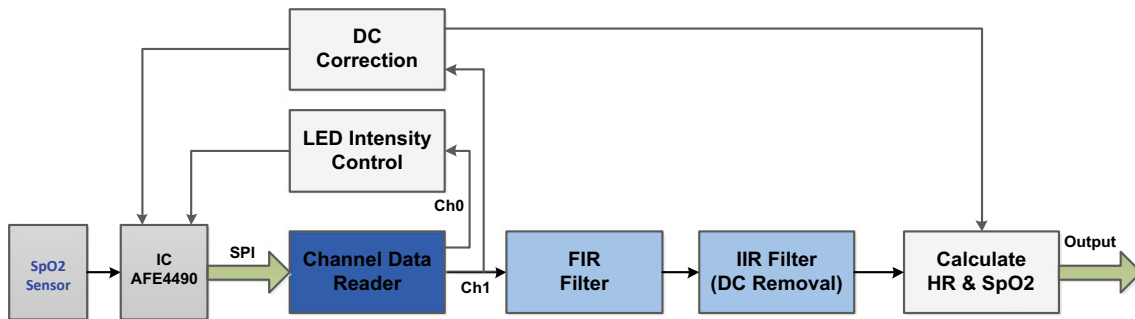 DC
Correction
LED Intensity
Control
Ch0
SpO2
Sensor
IC
AFE4490
SPI
Channel Data
Reader
Ch1
FIR
Filter
IIR Filter
(DC Removal)
Calculate
HR & SpO2
Output